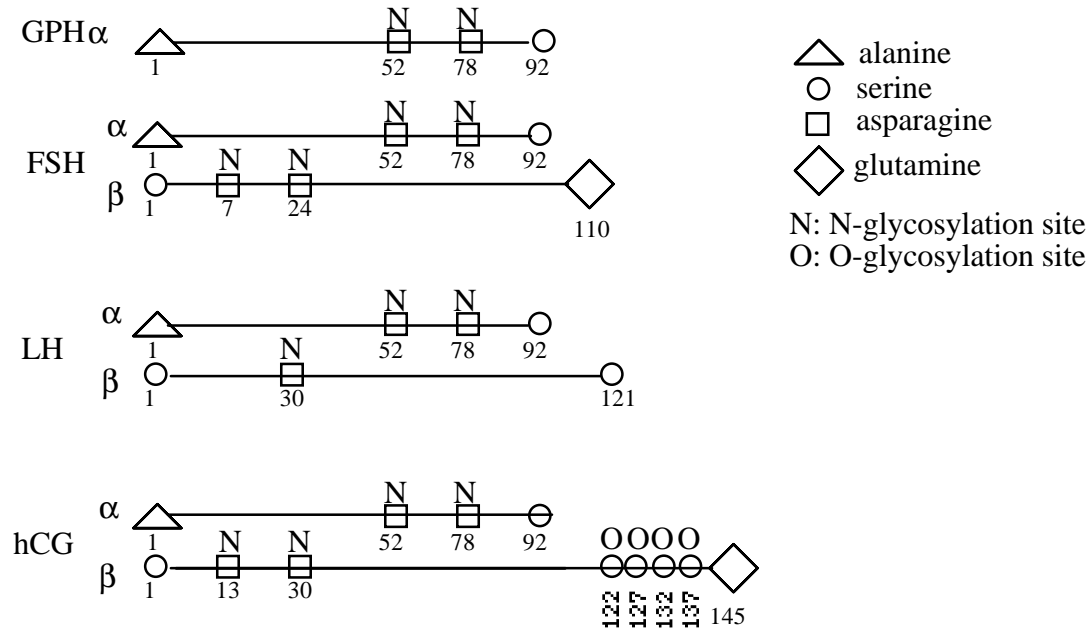 GPHα
N N
1 52 78 92
FSH
α
N N
1 52 78 92
β
N N
1 7 24 110
LH
α
N N
1 52 78 92
β
N
1 30 121
hCG
α
N N
1 52 78 92
β
N N O O O O
1 13 30 122 127 132 137 145
alanine
serine
asparagine
glutamine
N: N-glycosylation site
O: O-glycosylation site